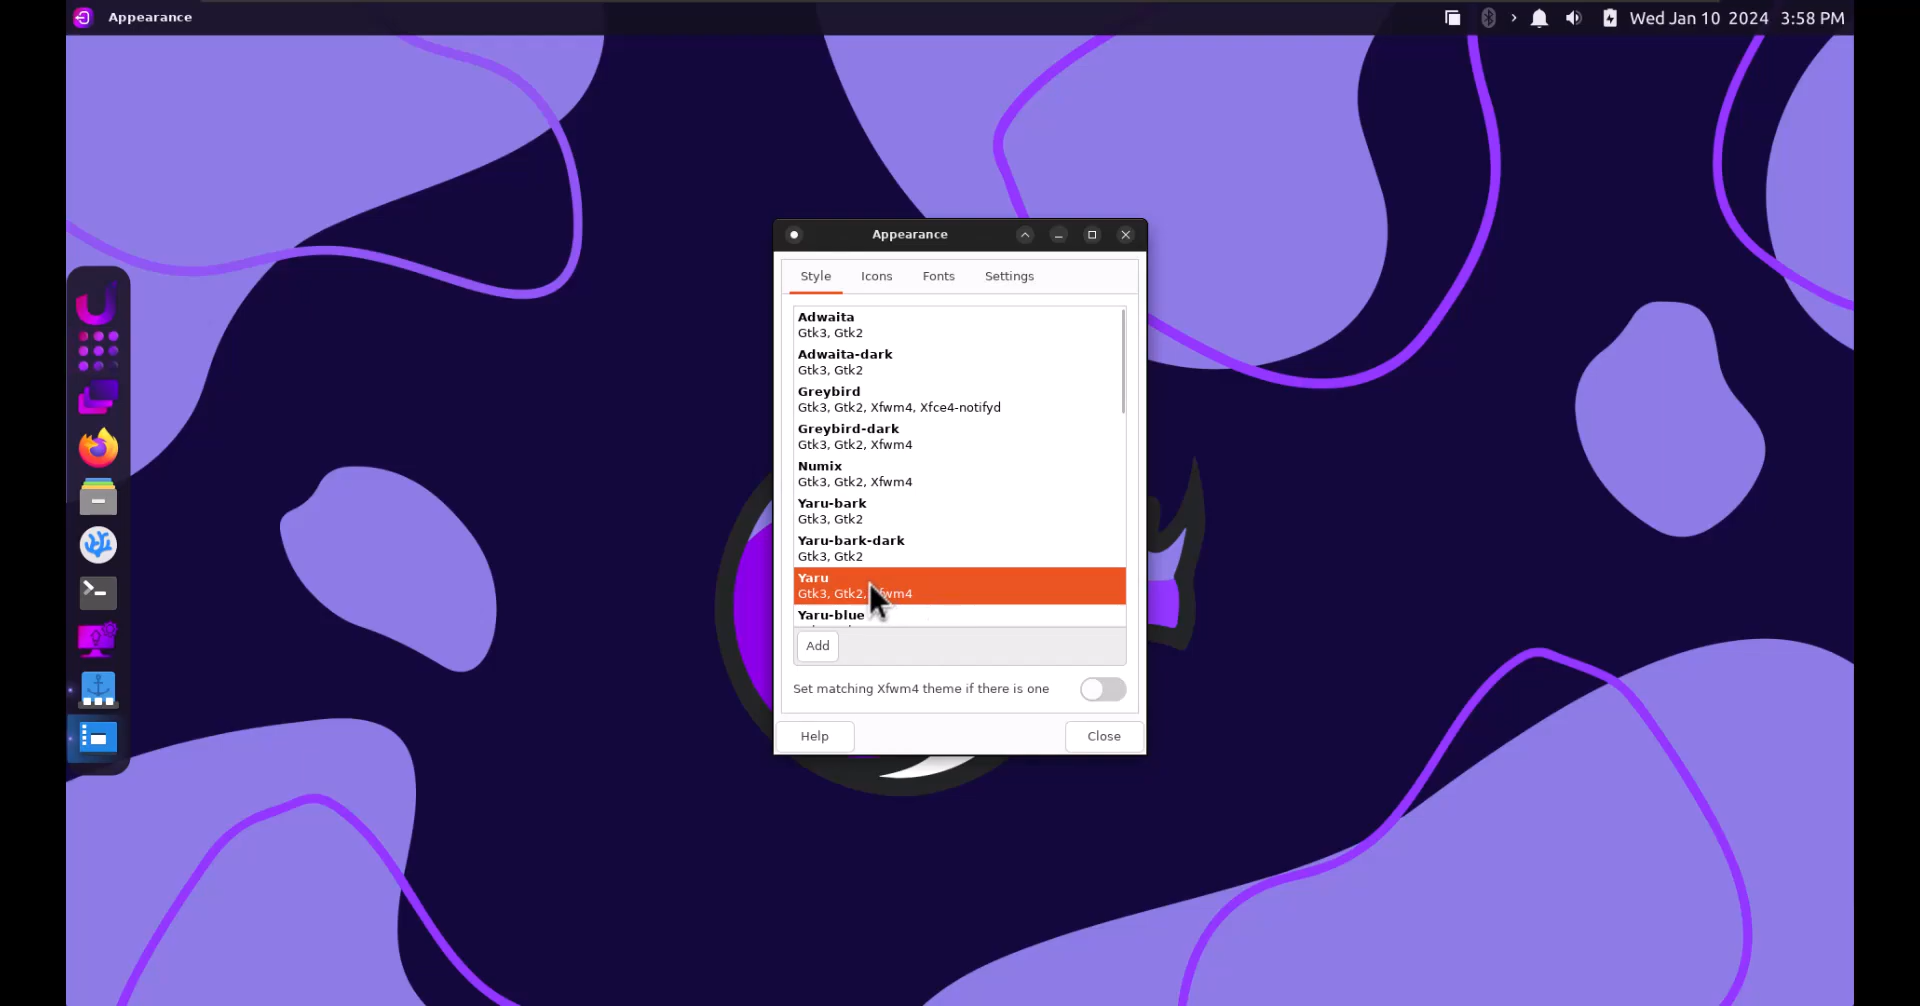 Appearance
Wed Jan 10 2024 3:58 PM
Appearance
Style Icons Fonts Settings
Adwaita
Gtk3, Gtk2
Adwaita-dark
Gtk3, Gtk2
Greybird
Gtk3, Gtk2, Xfwm4, Xfce4-notifyd
Greybird-dark
Gtk3, Gtk2, Xfwm4
Numix
Gtk3, Gtk2, Xfwm4
Yaru-bark
Gtk3, Gtk2
Yaru-bark-dark
Gtk3, Gtk2
Yaru
Gtk3, Gtk2,
Yaru-blue
Add
Set matching Xfwm4 theme if there is one
Help Close